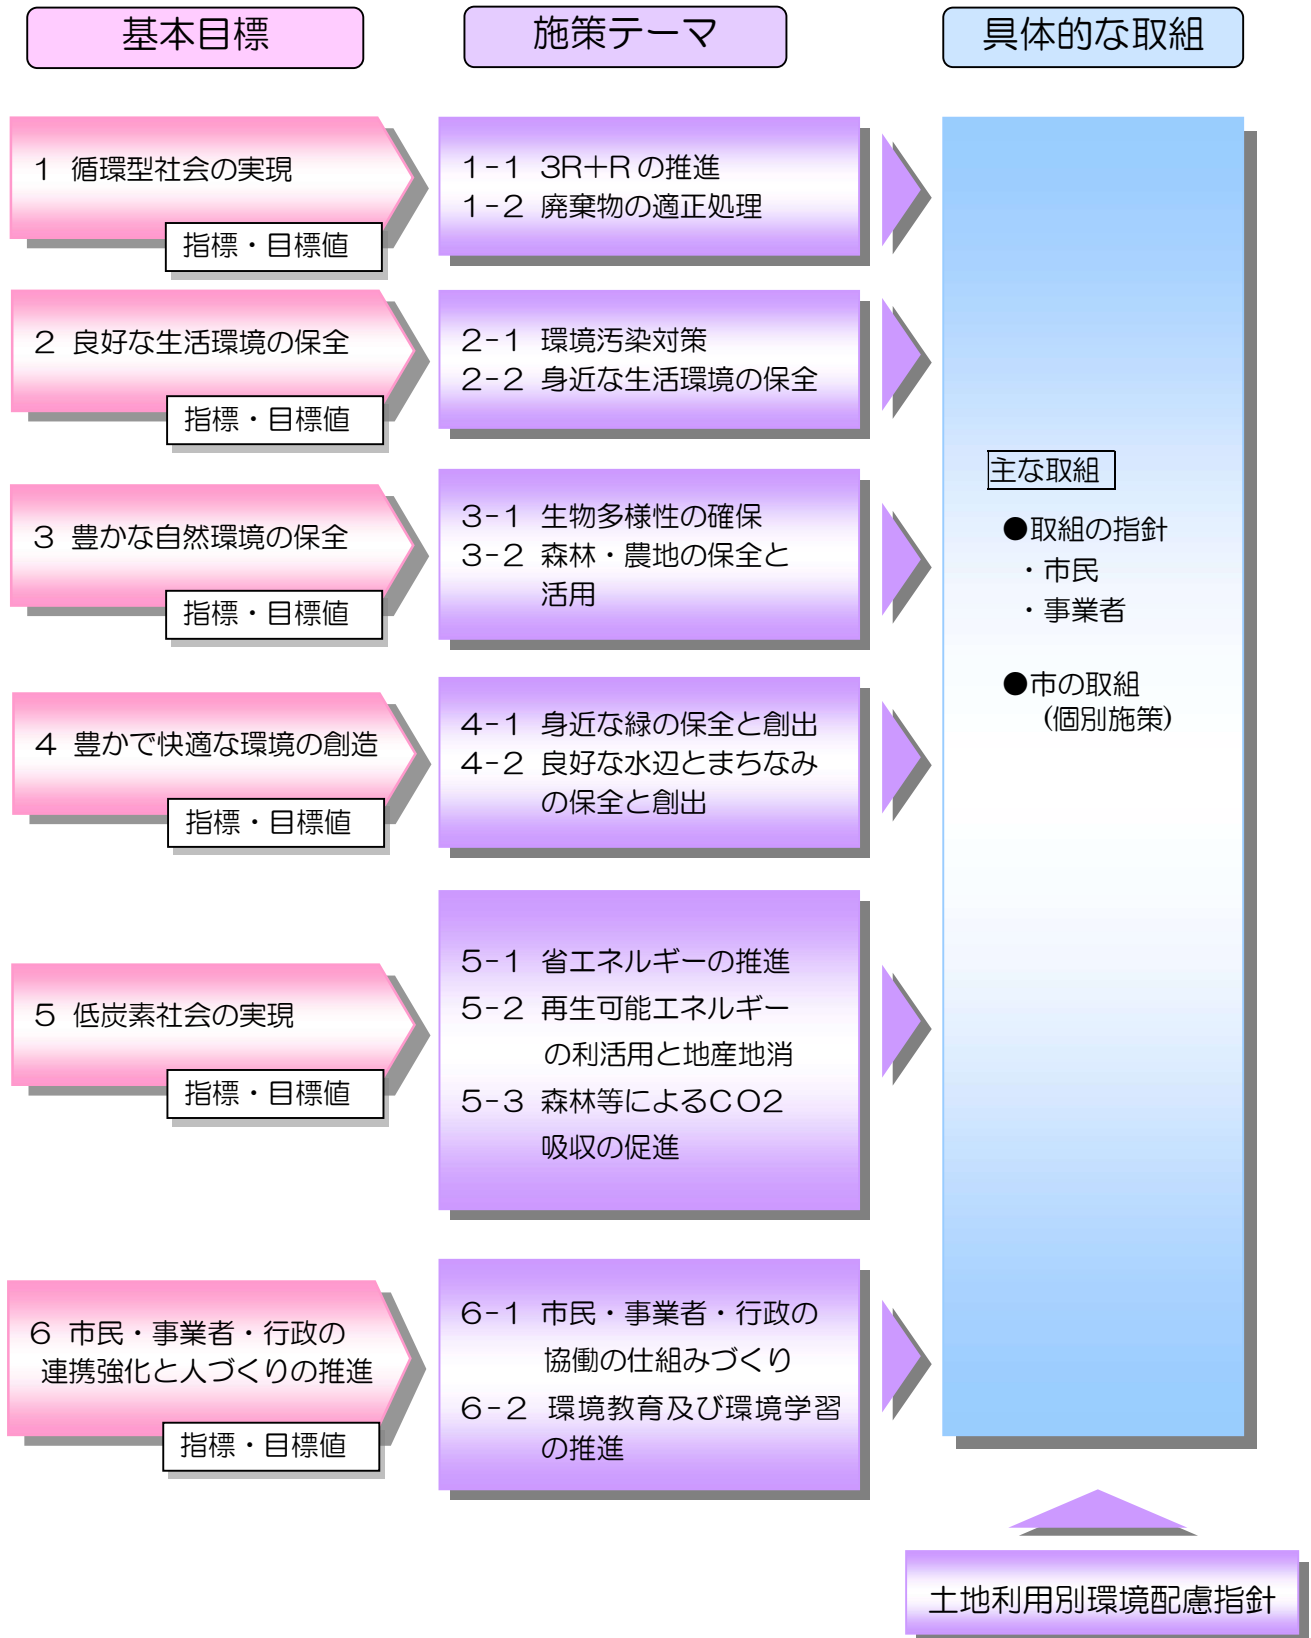 基本目標
施策テーマ
具体的な取組
1 循環型社会の実現
指標・目標値
1-1 3R+Rの推進
1-2 廃棄物の適正処理
2 良好な生活環境の保全
指標・目標値
2-1 環境汚染対策
2-2 身近な生活環境の保全
3 豊かな自然環境の保全
指標・目標値
3-1 生物多様性の確保
3-2 森林・農地の保全と
活用
4 豊かで快適な環境の創造
指標・目標値
4-1 身近な緑の保全と創出
4-2 良好な水辺とまちなみ
の保全と創出
5 低炭素社会の実現
指標・目標値
5-1 省エネルギーの推進
5-2 再生可能エネルギー
の利活用と地産地消
5-3 森林等によるCO2
吸収の促進
6 市民・事業者・行政の
連携強化と人づくりの推進
指標・目標値
6-1 市民・事業者・行政の
協働の仕組みづくり
6-2 環境教育及び環境学習
の推進
主な取組
●取組の指針
・市民
・事業者
●市の取組
(個別施策)
土地利用別環境配慮指針